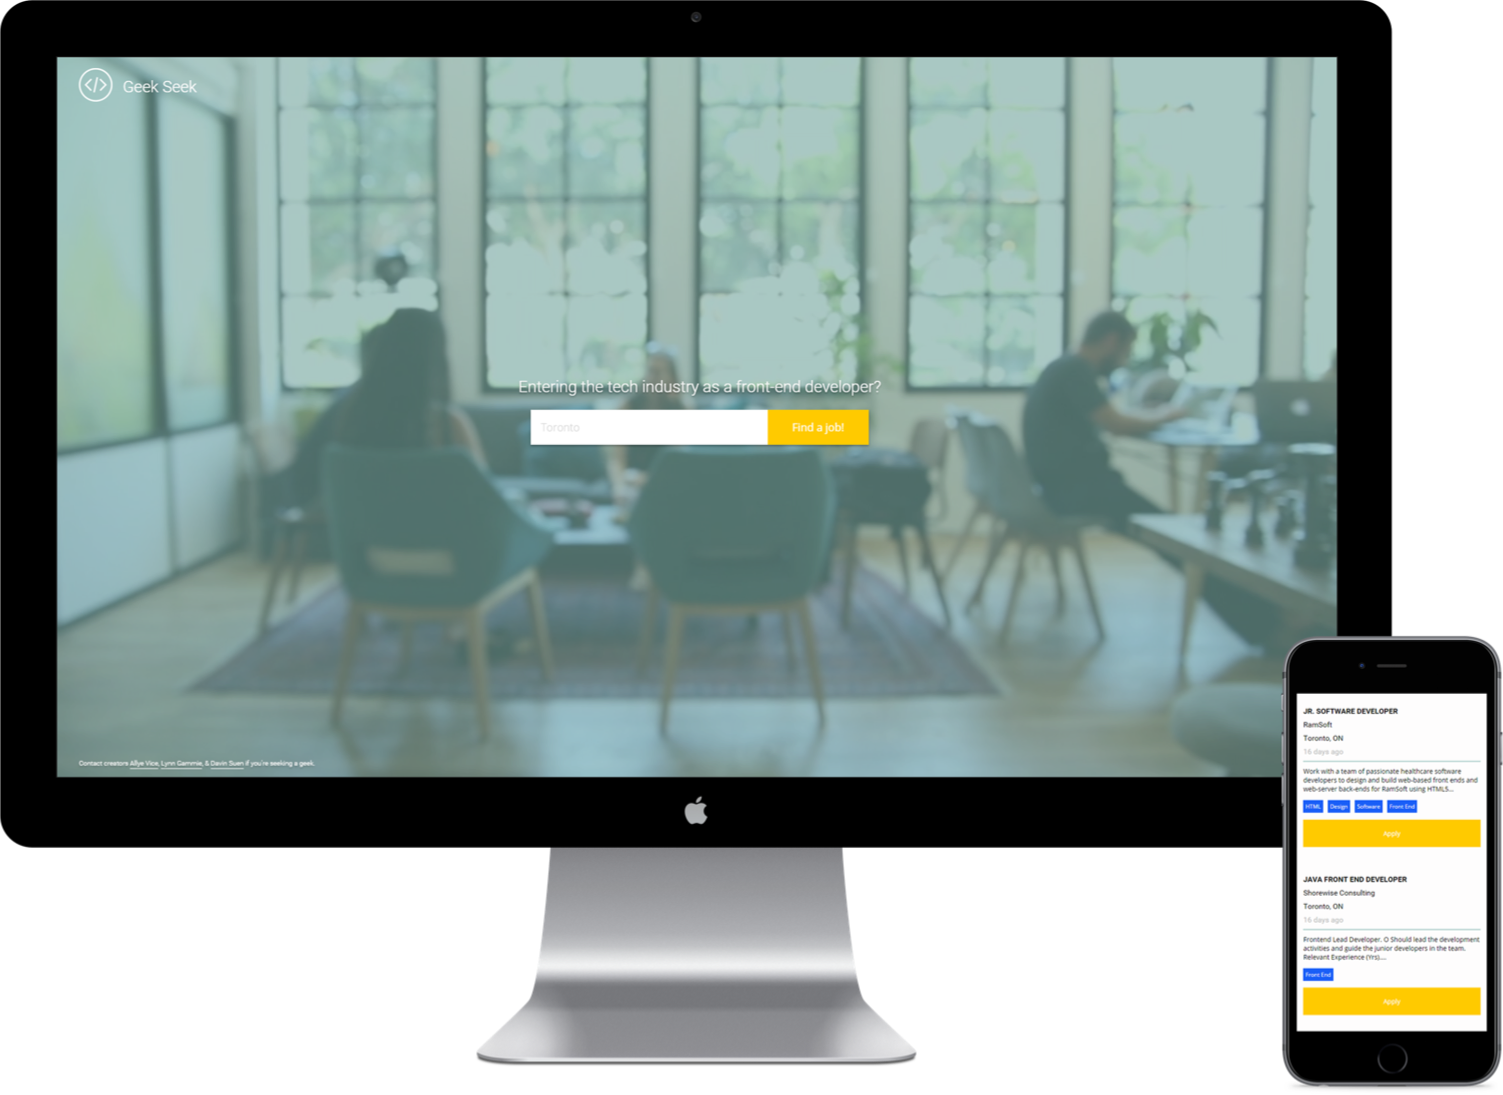 Geek Seek
Entering the tech industry as a front-end developer?
Toronto
Find a job!
Contact creators Allye Vice, Lynn Gammie, & Davin Suen if you're seeking a geek.
JR. SOFTWARE DEVELOPER
RamSoft
Toronto, ON
16 days ago
Work with a team of passionate healthcare software
developers to design and build web-based front ends and
web-server back-ends for RamSoft using HTML5...
HTML Design Software Front End
Apply
JAVA FRONT END DEVELOPER
Shorewise Consulting
Toronto, ON
16 days ago
Frontend Lead Developer. O Should lead the development
activities and guide the junior developers in the team.
Relevant Experience (Yrs)....
Front End
Apply